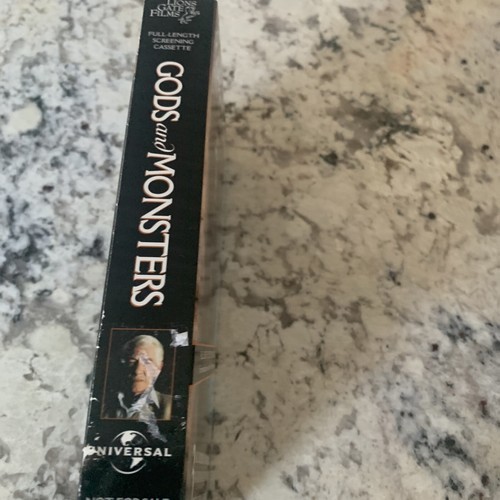 LIONS
GATE
FILMS
FULL-LENGTH
SCREENING
CASSETTE
GODS and MONSTERS
UNIVERSAL